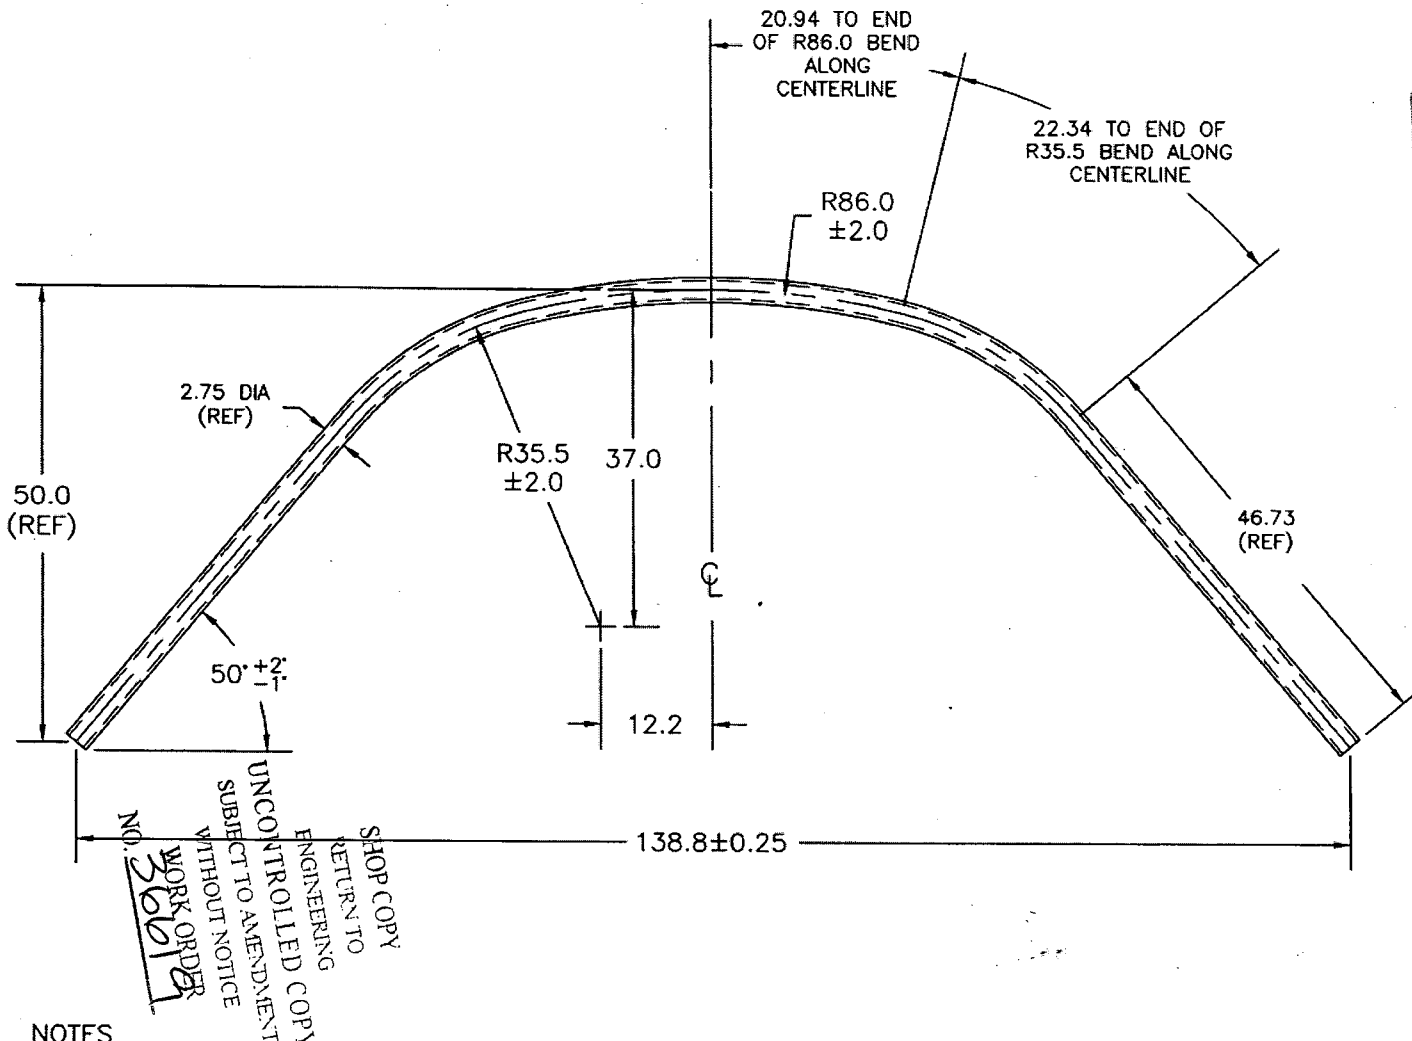 20.94 TO END
OF R86.0 BEND
ALONG
CENTERLINE
22.34 TO END OF
R35.5 BEND ALONG
CENTERLINE
R86.0
±2.0
2.75 DIA
(REF)
R35.5
±2.0
37.0
50.0
(REF)
46.73
(REF)
℄
50° +2°
-1°
12.2
138.8±0.25
SHOP COPY
RETURN TO
ENGINEERING
UNCONTROLLED COPY
SUBJECT TO AMENDMENT
WITHOUT NOTICE
WORK ORDER
NO.
NOTES